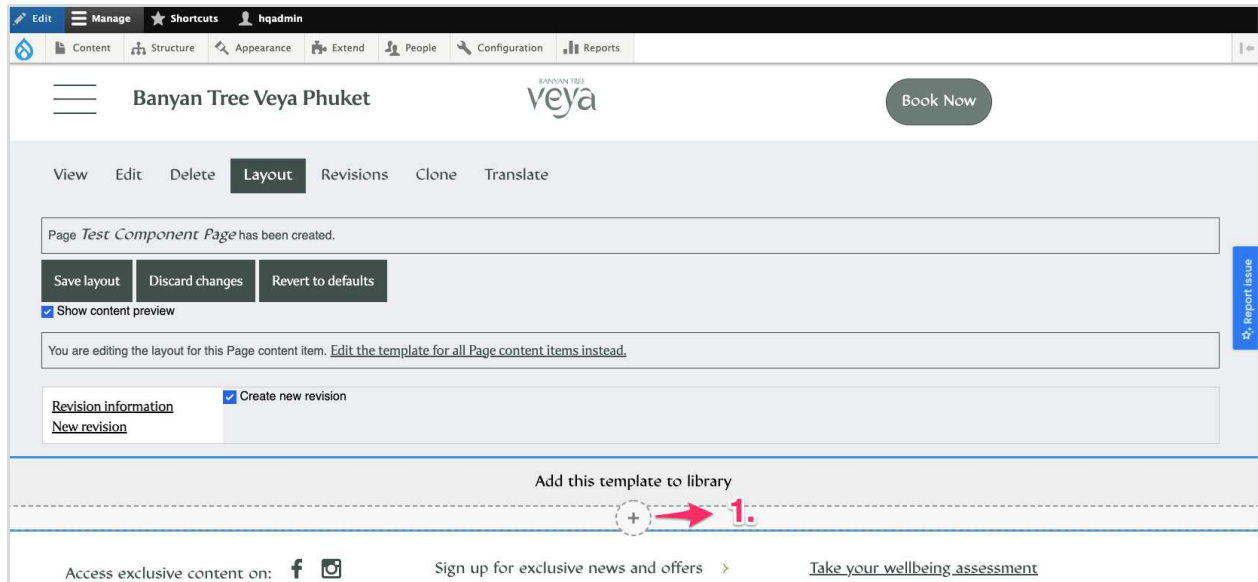 Edit Manage Shortcuts hqadmin
Content Structure Appearance Extend People Configuration Reports
Banyan Tree Veya Phuket
BANYAN TREE
veya
Book Now
View Edit Delete Layout Revisions Clone Translate
Page Test Component Page has been created.
Save layout Discard changes Revert to defaults
Show content preview
Report issue
You are editing the layout for this Page content item. Edit the template for all Page content items instead.
Revision information
New revision
Create new revision
Add this template to library
+ 1.
Access exclusive content on: Sign up for exclusive news and offers > Take your wellbeing assessment